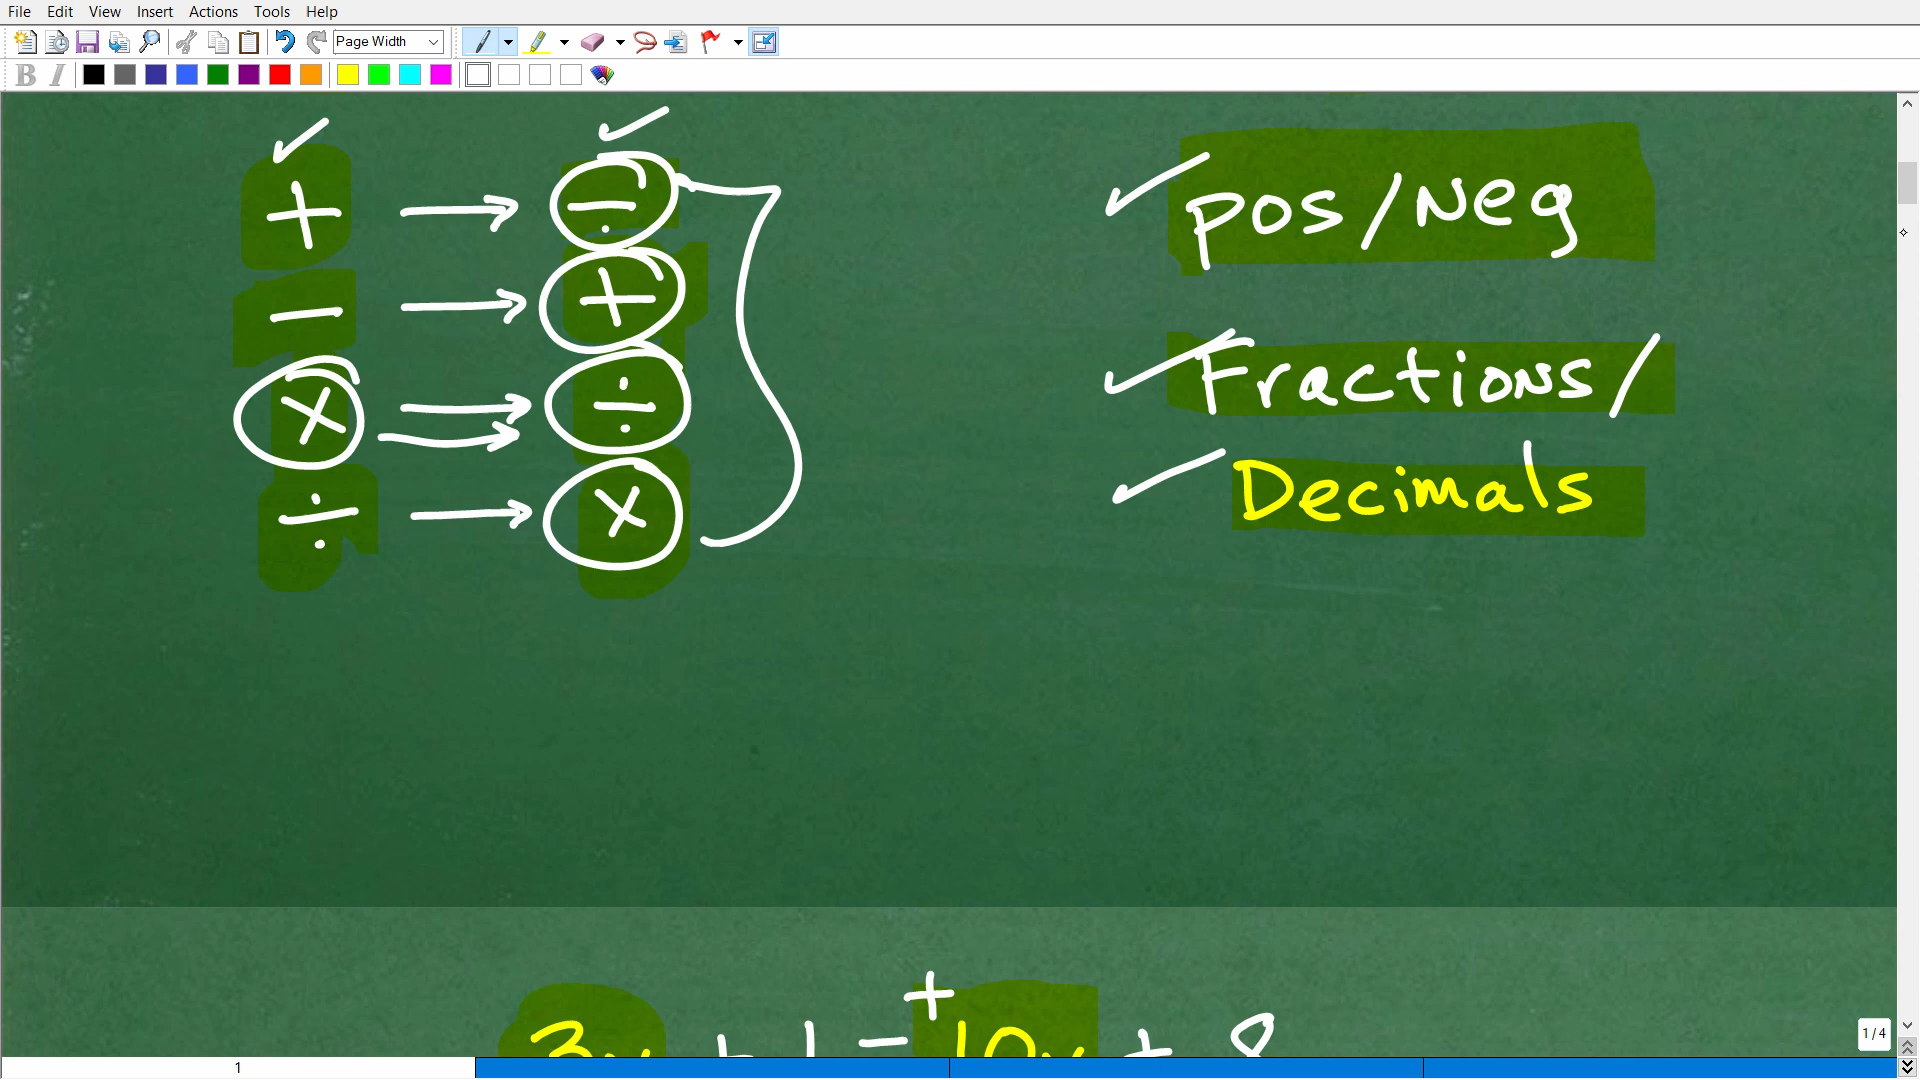 File Edit View Insert Actions Tools Help
Page Width
B I
+ → ÷
− → +
× → ÷
÷ → ×
pos/Neg
Fractions/
Decimals
+
1/4
1